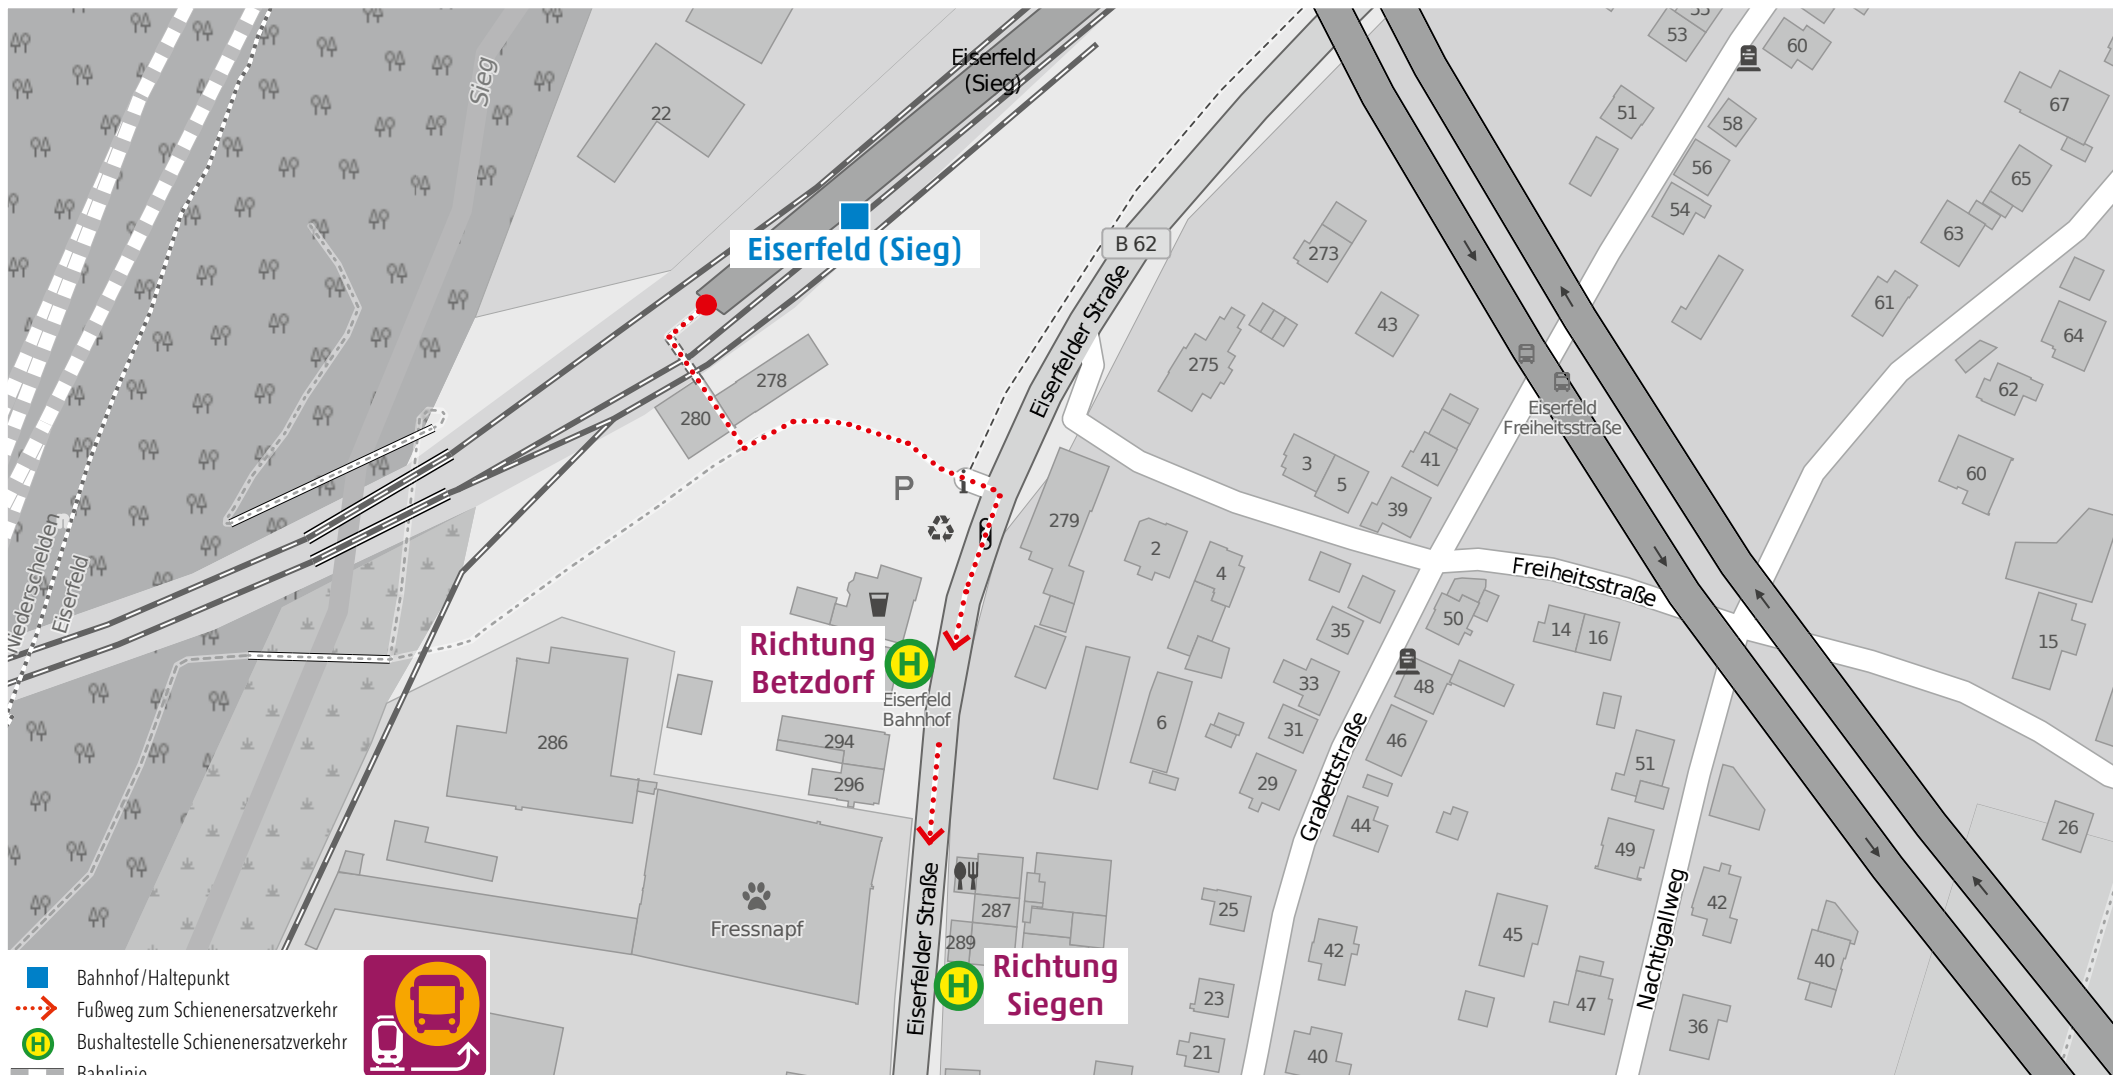 Eiserfeld
(Sieg)
Sieg
22
53
60
51
58
67
56
54
65
63
B 62
Eiserfeld (Sieg)
273
61
43
64
Eiserfelder Straße
275
278
62
280
Eiserfeld
Freiheitsstraße
3
41
5
60
P
i
39
279
2
4
Freiheitsstraße
Niederschelden
Eiserfeld
50
14
16
35
15
Richtung
Betzdorf
H
Eiserfeld
Bahnhof
33
48
6
31
46
286
294
296
51
29
Grabettstraße
44
26
49
Fressnapf
Eiserfelder Straße
287
25
42
45
42
289
Nachtigallweg
40
H
Richtung
Siegen
23
47
36
21
40
Bahnhof/Haltepunkt
Fußweg zum Schienenersatzverkehr
H
Bushaltestelle Schienenersatzverkehr